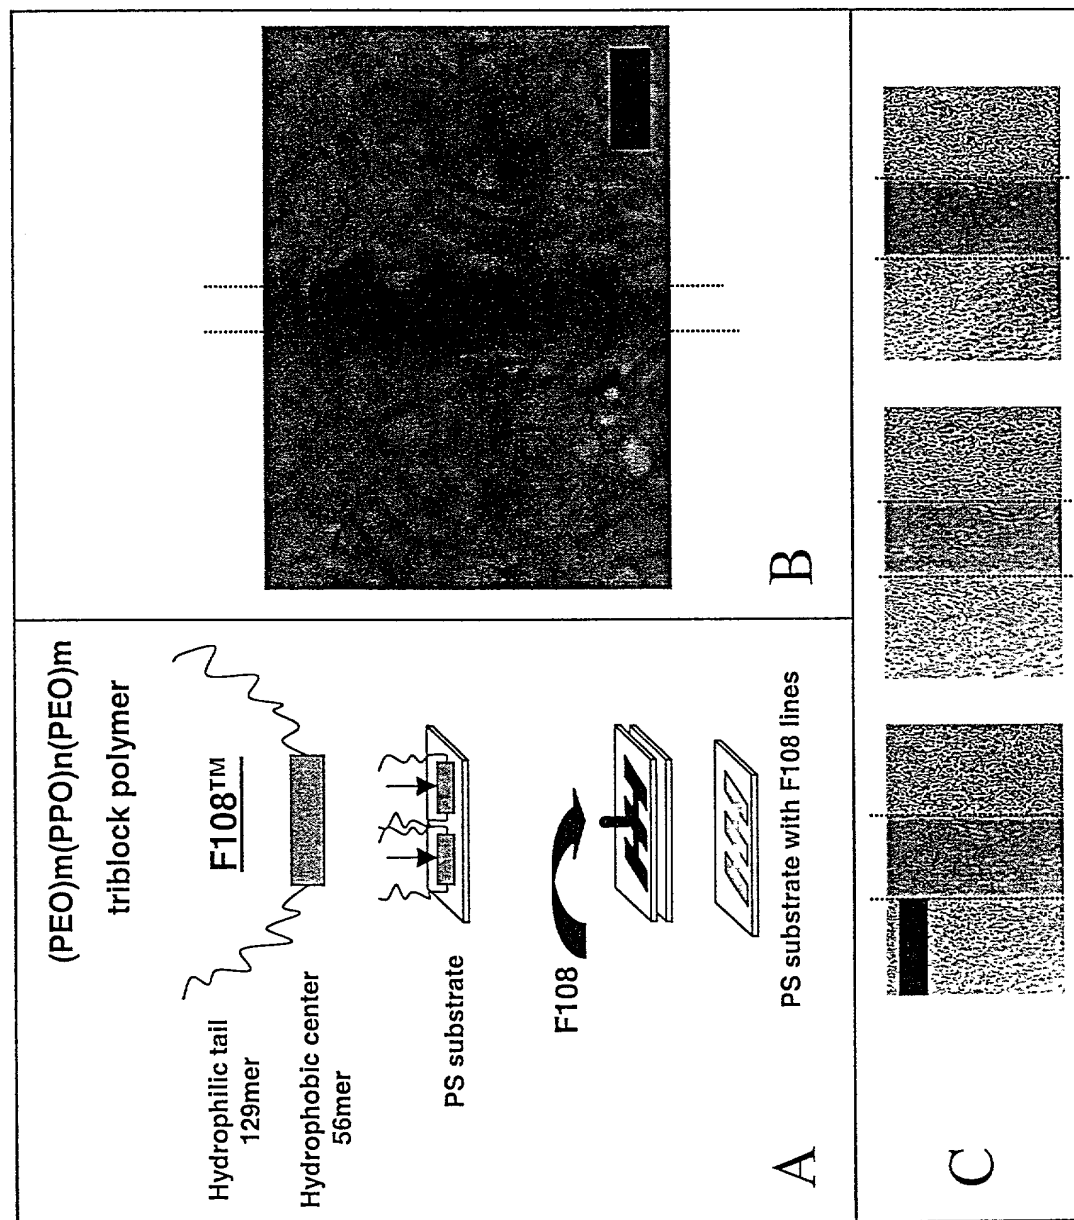 (PEO)m(PPO)n(PEO)m
triblock polymer
F108™
Hydrophilic tail
129mer
Hydrophobic center
56mer
PS substrate
F108
PS substrate with F108 lines
A
B
C